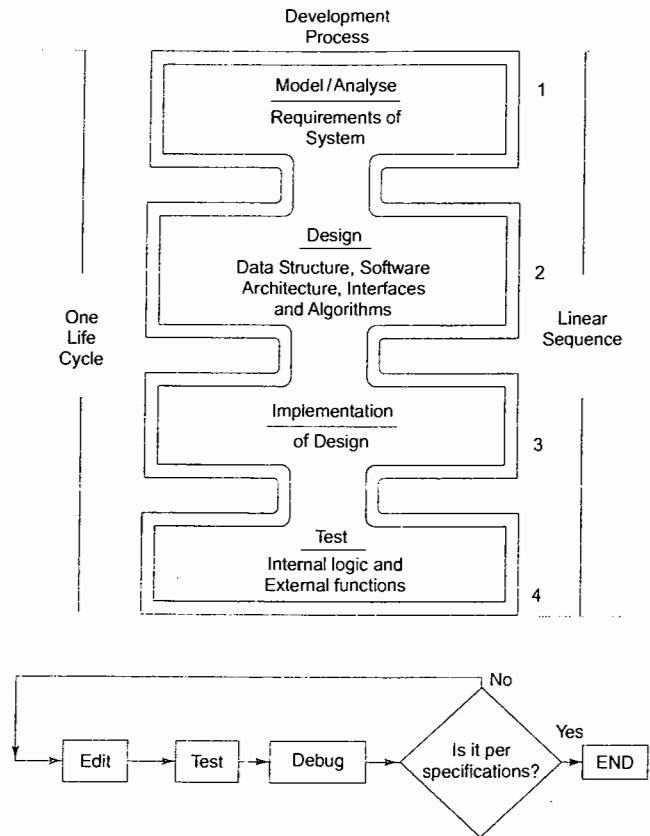 Development
Process
Model/Analyse
Requirements of
System
1
Design
Data Structure, Software
Architecture, Interfaces
and Algorithms
2
One
Life
Cycle
Linear
Sequence
Implementation
of Design
3
Test
Internal logic and
External functions
4
No
Edit
Test
Debug
Is it per
specifications?
Yes
END